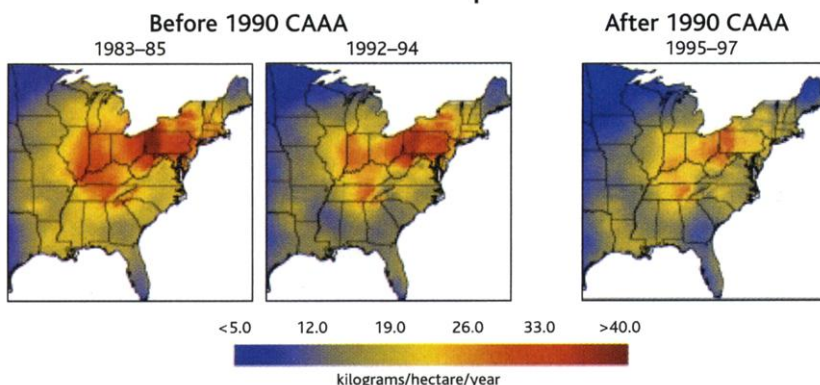 Before 1990 CAAA
After 1990 CAAA
1983–85
1992–94
1995–97
<5.0 12.0 19.0 26.0 33.0 >40.0
kilograms/hectare/year